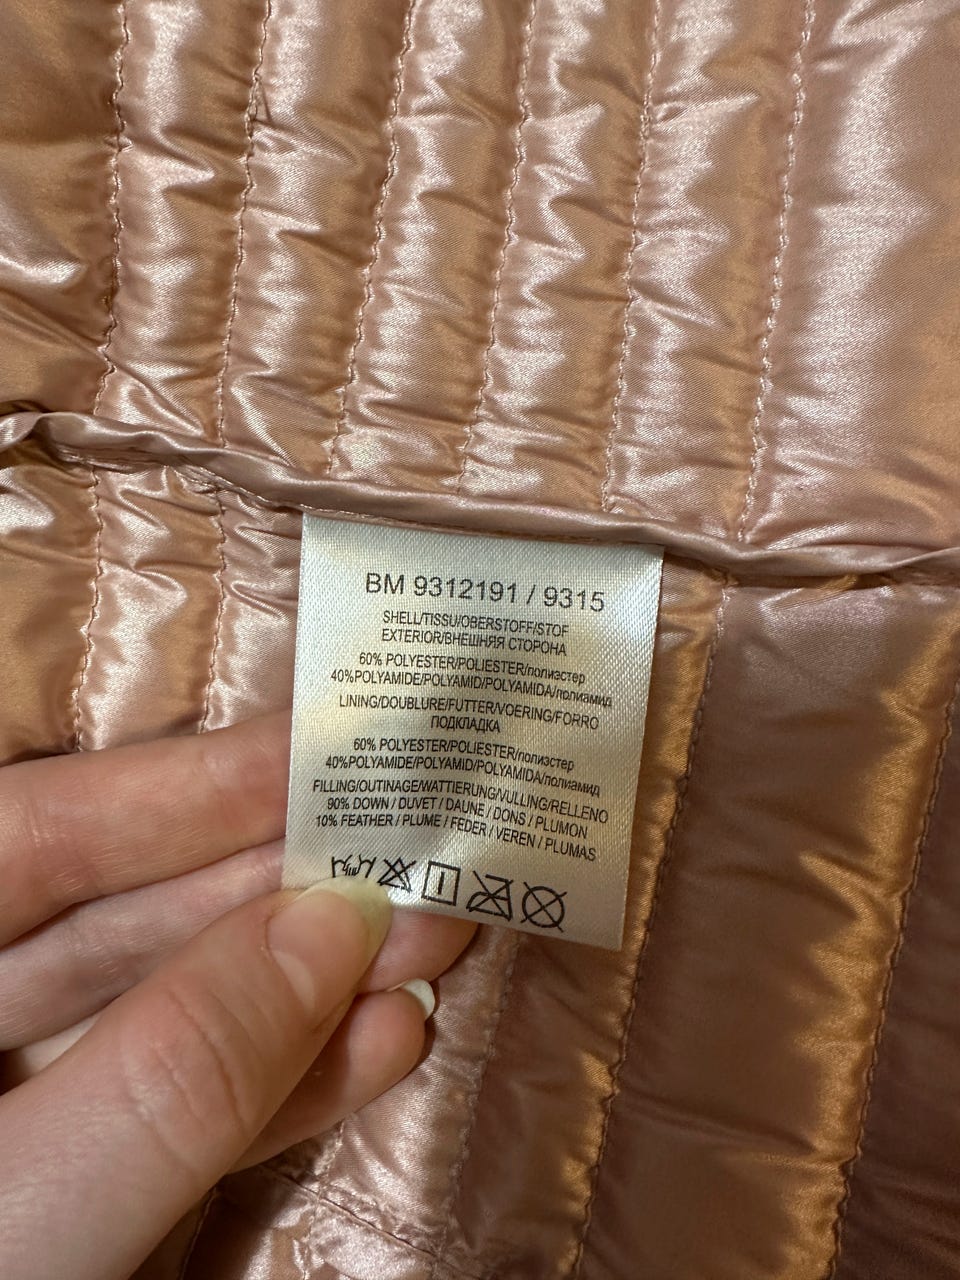 BM 9312191 / 9315
SHELL/TISSU/OBERSTOFF/STOF
EXTERIOR/ВНЕШНЯЯ СТОРОНА
60% POLYESTER/POLIESTER/полиэстер
40%POLYAMIDE/POLYAMID/POLYAMIDA/полиамид
LINING/DOUBLURE/FUTTER/VOERING/FORRO
ПОДКЛАДКА
60% POLYESTER/POLIESTER/полиэстер
40%POLYAMIDE/POLYAMID/POLYAMIDA/полиамид
FILLING/OUTINAGE/WATTIERUNG/VULLING/RELLENO
90% DOWN / DUVET / DAUNE / DONS / PLUMON
10% FEATHER / PLUME / FEDER / VEREN / PLUMAS